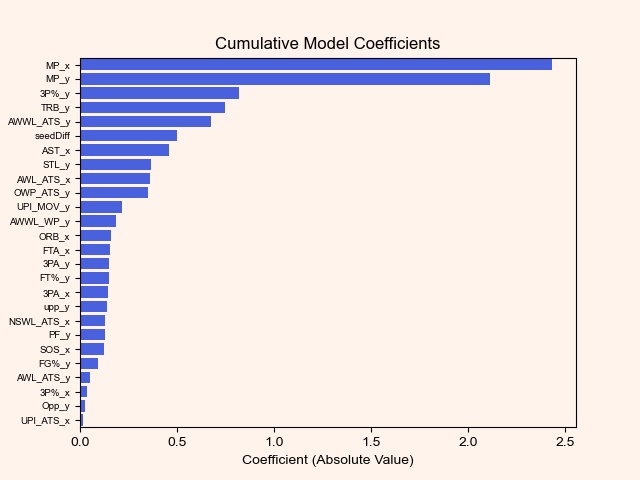 Cumulative Model Coefficients
MP_x
MP_y
3P%_y
TRB_y
AWWL_ATS_y
seedDiff
AST_x
STL_y
AWL_ATS_x
OWP_ATS_y
UPI_MOV_y
AWWL_WP_y
ORB_x
FTA_x
3PA_y
FT%_y
3PA_x
upp_y
NSWL_ATS_x
PF_y
SOS_x
FG%_y
AWL_ATS_y
3P%_x
Opp_y
UPI_ATS_x
0.0 0.5 1.0 1.5 2.0 2.5
Coefficient (Absolute Value)